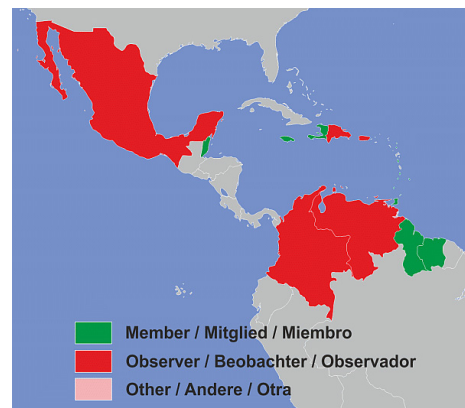 Member / Mitglied / Miembro
Observer / Beobachter / Observador
Other / Andere / Otra